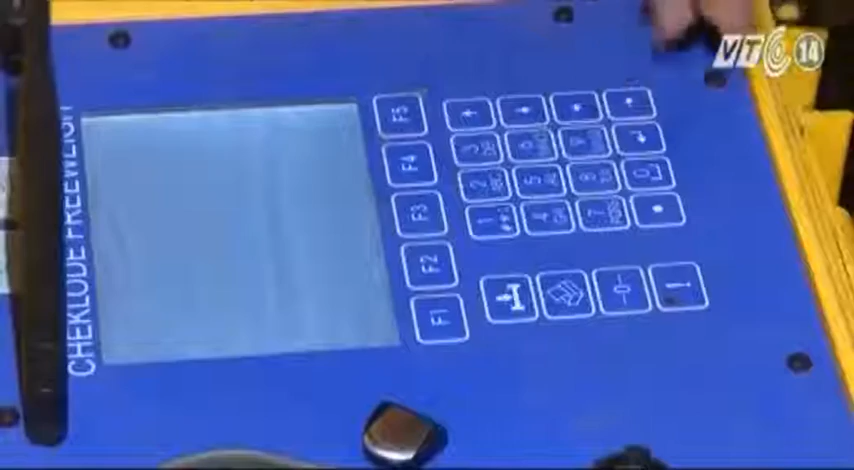 VTC 14
CHEKLODE FREEWEIGH
F5
F4
F3
F2
F1
3 6 9
2 ABC 5 8 0
1 4 7 .